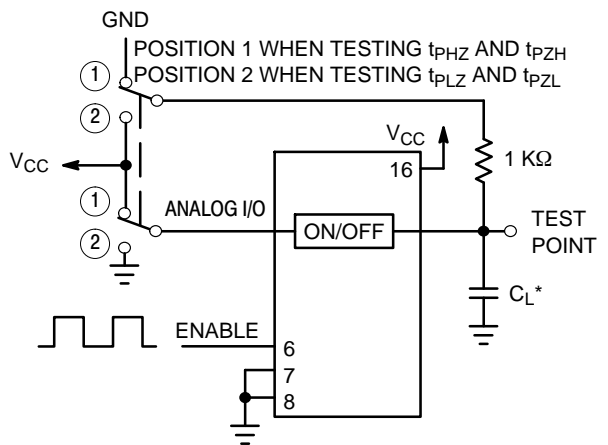 GND
POSITION 1 WHEN TESTING tPHZ AND tPZH
POSITION 2 WHEN TESTING tPLZ AND tPZL
1
2
VCC
VCC
16
1 KΩ
1
ANALOG I/O
ON/OFF
TEST
POINT
2
CL*
ENABLE
6
7
8